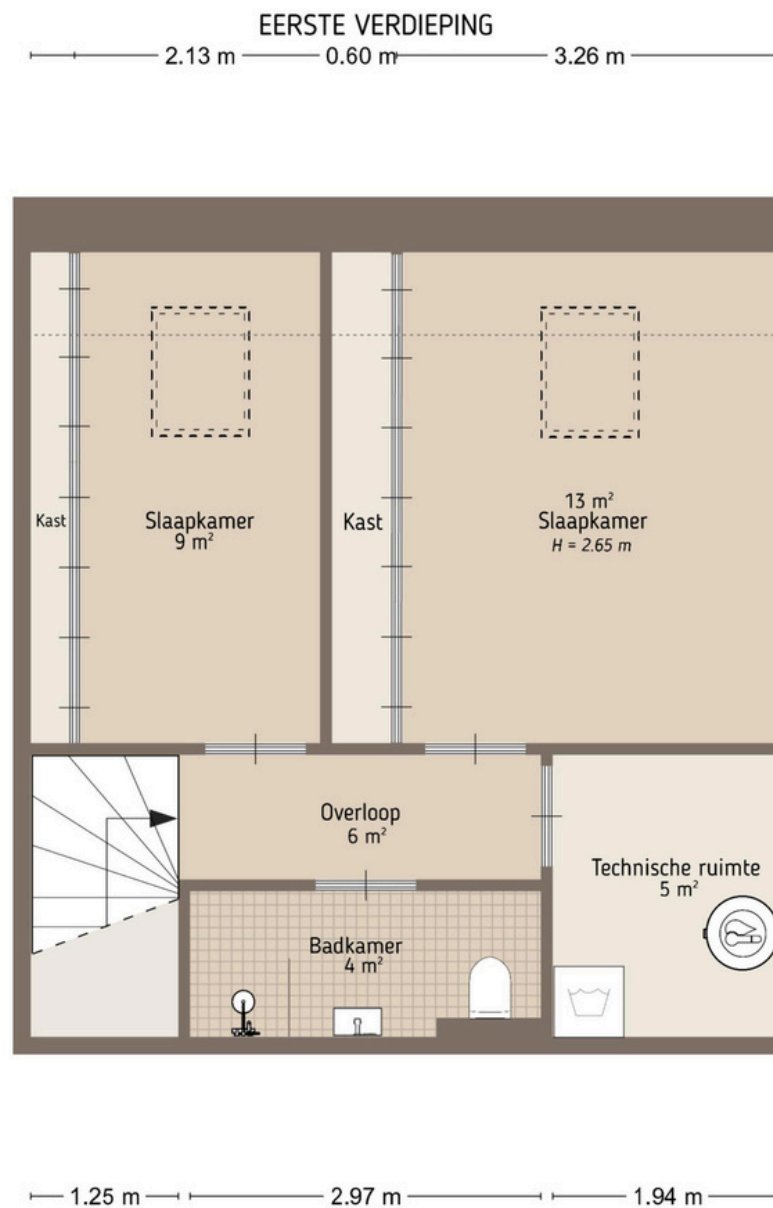 EERSTE VERDIEPING
2.13 m
0.60 m
3.26 m
Kast
Slaapkamer
9 m²
Kast
13 m²
Slaapkamer
H = 2.65 m
Overloop
6 m²
Technische ruimte
5 m²
Badkamer
4 m²
1.25 m
2.97 m
1.94 m